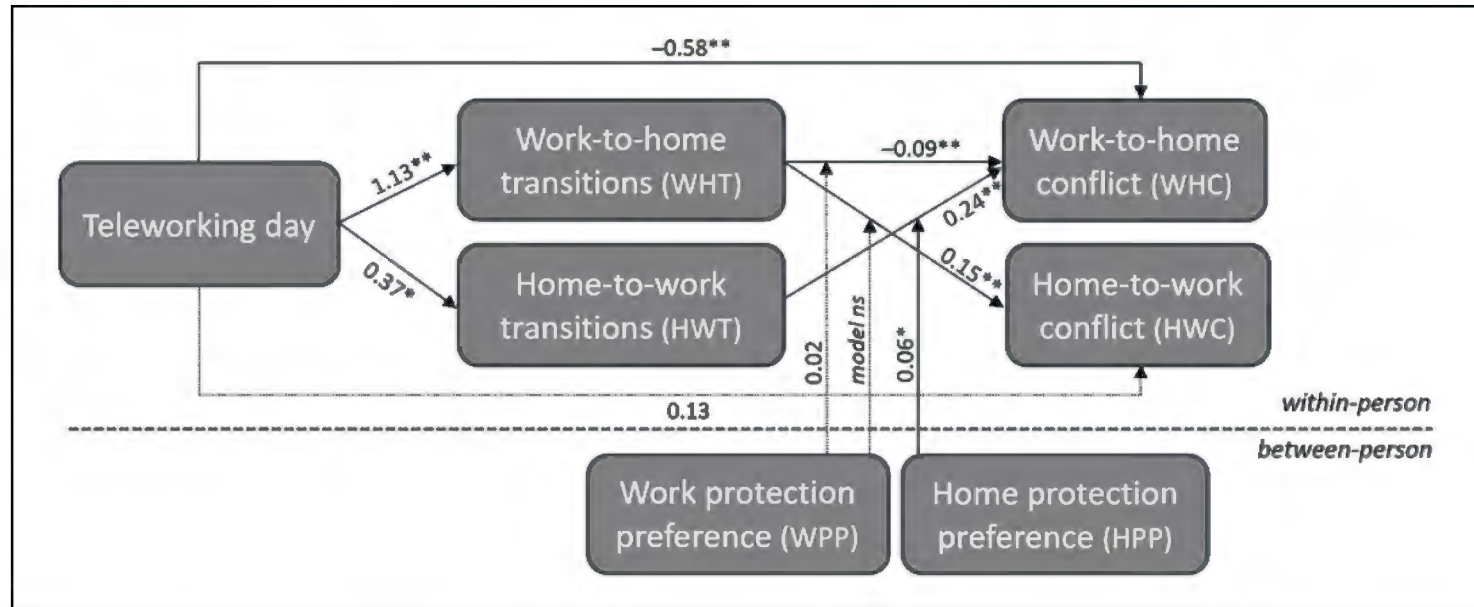 –0.58**
Work-to-home
transitions (WHT)
–0.09**
Work-to-home
conflict (WHC)
1.13**
Teleworking day
0.24**
0.37*
0.15**
Home-to-work
transitions (HWT)
Home-to-work
conflict (HWC)
0.02
model ns
0.06*
0.13
within-person
between-person
Work protection
preference (WPP)
Home protection
preference (HPP)